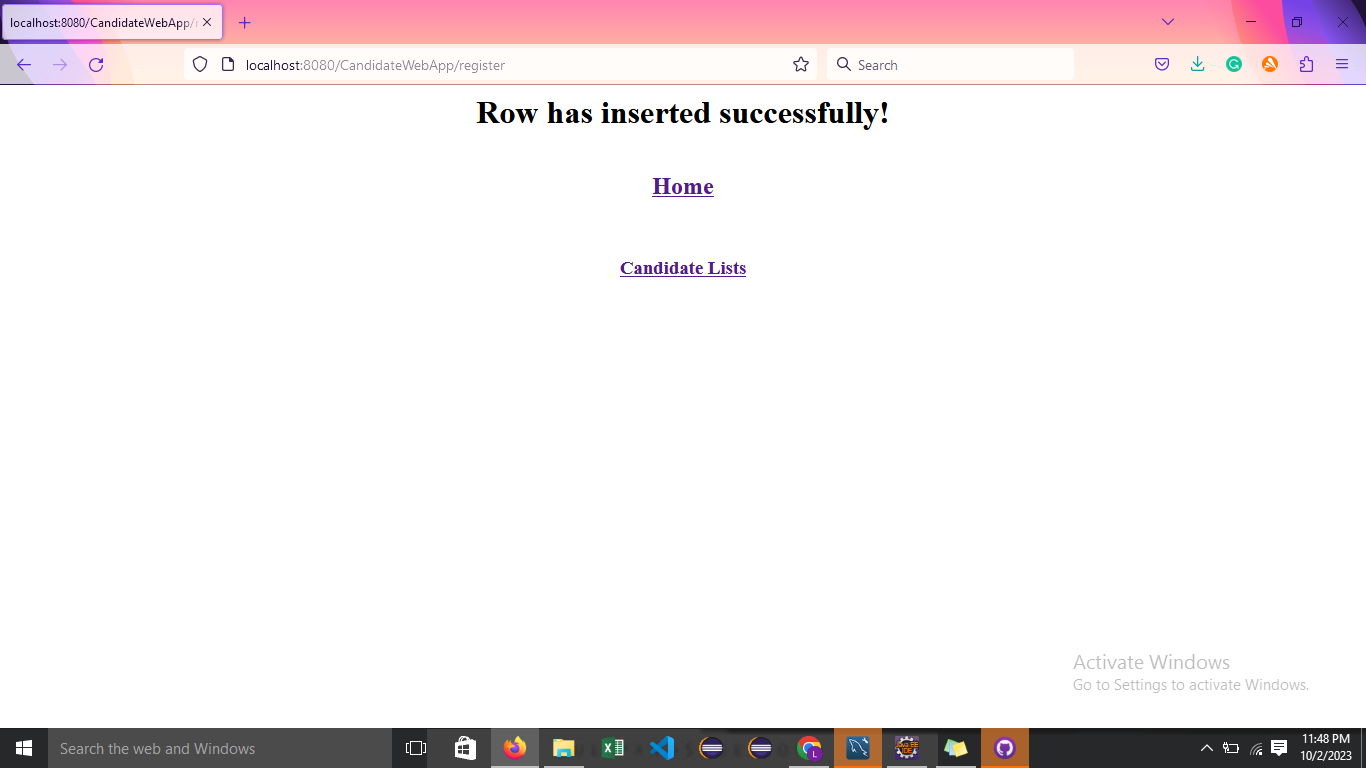 localhost:8080/CandidateWebApp/r
localhost:8080/CandidateWebApp/register
Search
Row has inserted successfully!
Home
Candidate Lists
Activate Windows
Go to Settings to activate Windows.
Search the web and Windows
11:48 PM
10/2/2023